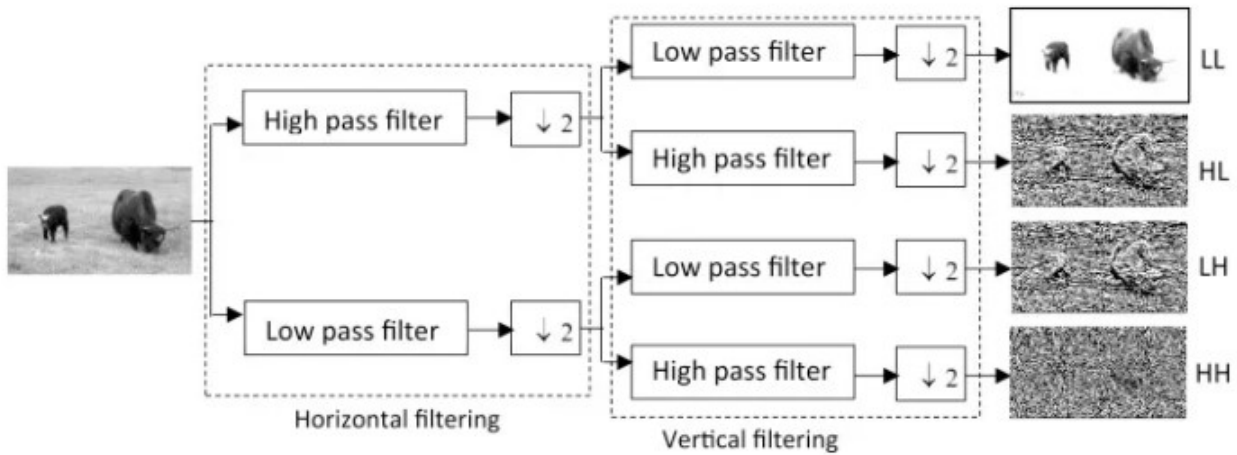 Low pass filter
↓ 2
LL
High pass filter
↓ 2
High pass filter
↓ 2
HL
Low pass filter
↓ 2
LH
Low pass filter
↓ 2
High pass filter
↓ 2
HH
Horizontal filtering
Vertical filtering